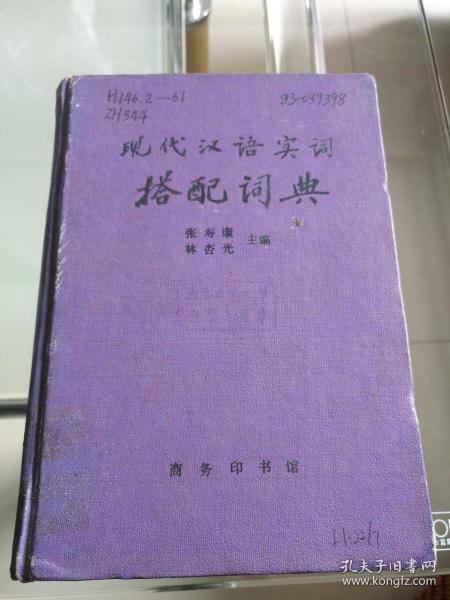 H146.2—61
ZH344
93-039398
现代汉语实词
搭配词典
张寿康
林杏光
主编
商务印书馆
孔夫子旧书网
www.kongfz.com